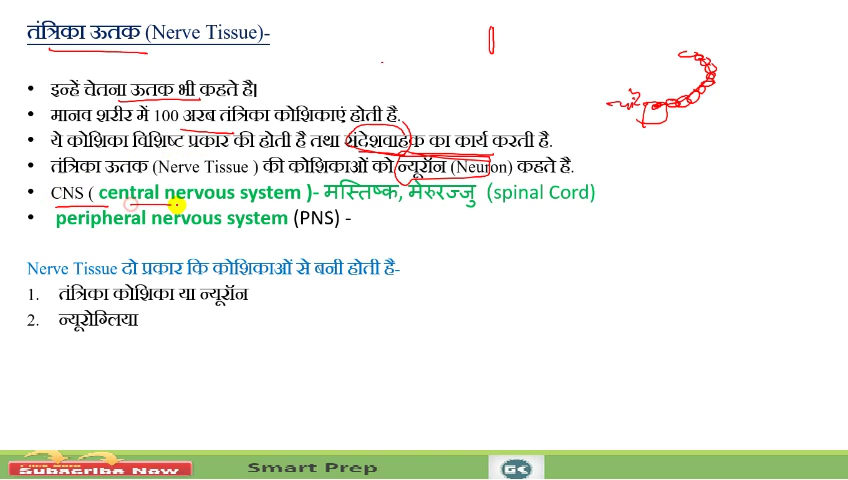 तंत्रिका ऊतक (Nerve Tissue)-
• इन्हें चेतना ऊतक भी कहते है।
• मानव शरीर में 100 अरब तंत्रिका कोशिकाएं होती है.
• ये कोशिका विशिष्ट प्रकार की होती है तथा संदेशवाहक का कार्य करती है.
• तंत्रिका ऊतक (Nerve Tissue ) की कोशिकाओं को न्यूरॉन (Neuron) कहते है.
• CNS ( central nervous system )- मस्तिष्क, मेरुरज्जु (spinal Cord)
• peripheral nervous system (PNS) -
Nerve Tissue दो प्रकार कि कोशिकाओं से बनी होती है-
1. तंत्रिका कोशिका या न्यूरॉन
2. न्यूरोग्लिया
Subscribe Now Smart Prep GK